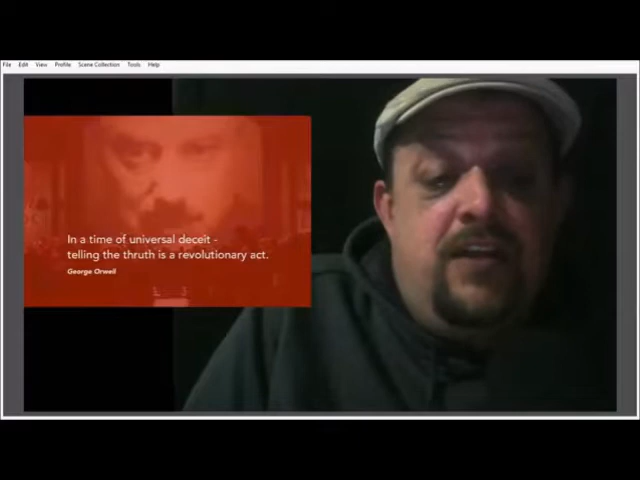 File Edit View Profile Scene Collection Tools Help
In a time of universal deceit -
telling the thruth is a revolutionary act.
George Orwell